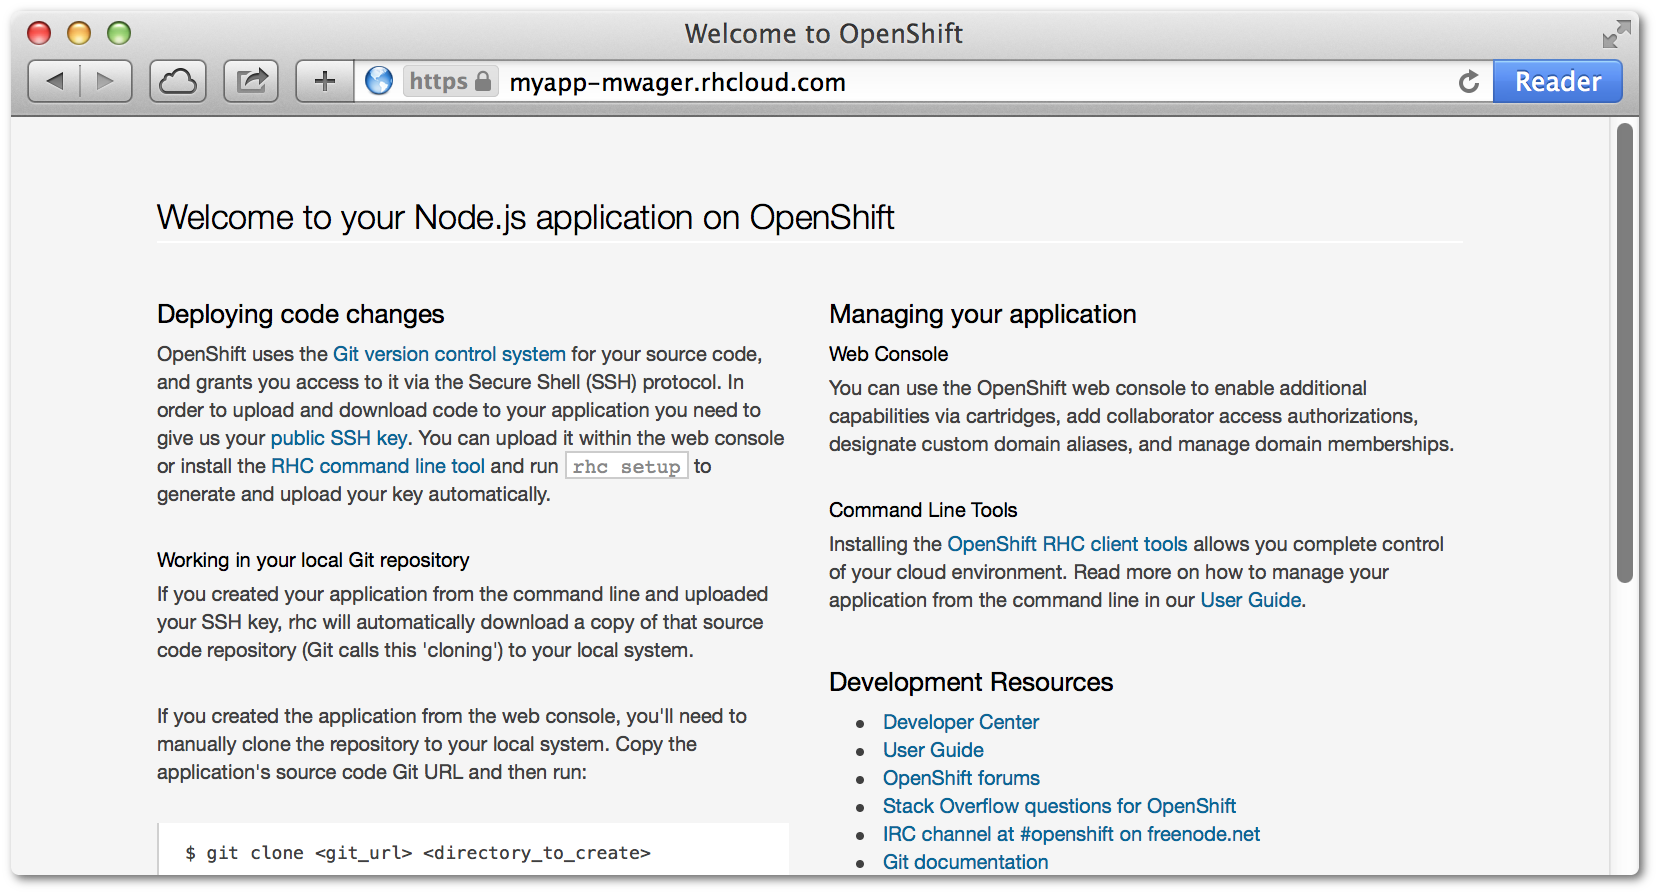 Welcome to OpenShift
https myapp-mwager.rhcloud.com Reader
Welcome to your Node.js application on OpenShift
Deploying code changes
OpenShift uses the Git version control system for your source code,
and grants you access to it via the Secure Shell (SSH) protocol. In
order to upload and download code to your application you need to
give us your public SSH key. You can upload it within the web console
or install the RHC command line tool and run rhc setup to
generate and upload your key automatically.
Working in your local Git repository
If you created your application from the command line and uploaded
your SSH key, rhc will automatically download a copy of that source
code repository (Git calls this 'cloning') to your local system.
If you created the application from the web console, you'll need to
manually clone the repository to your local system. Copy the
application's source code Git URL and then run:
$ git clone <git_url> <directory_to_create>
Managing your application
Web Console
You can use the OpenShift web console to enable additional
capabilities via cartridges, add collaborator access authorizations,
designate custom domain aliases, and manage domain memberships.
Command Line Tools
Installing the OpenShift RHC client tools allows you complete control
of your cloud environment. Read more on how to manage your
application from the command line in our User Guide.
Development Resources
Developer Center
User Guide
OpenShift forums
Stack Overflow questions for OpenShift
IRC channel at #openshift on freenode.net
Git documentation